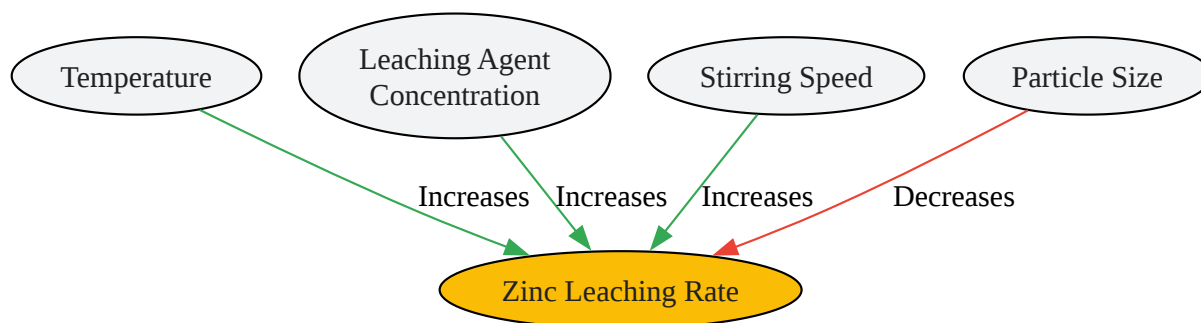 Temperature
Leaching Agent
Concentration
Stirring Speed
Particle Size
Increases
Increases
Increases
Decreases
Zinc Leaching Rate